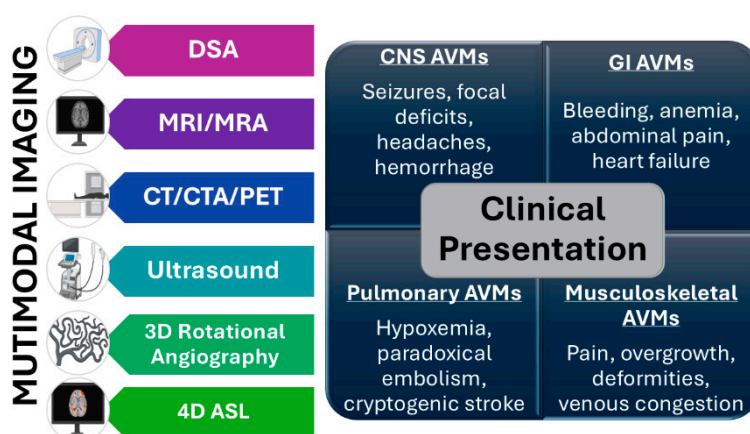 MUTIMODAL IMAGING
DSA
MRI/MRA
CT/CTA/PET
Ultrasound
3D Rotational
Angiography
4D ASL
CNS AVMs
Seizures, focal
deficits,
headaches,
hemorrhage
GI AVMs
Bleeding, anemia,
abdominal pain,
heart failure
Clinical
Presentation
Pulmonary AVMs
Hypoxemia,
paradoxical
embolism,
cryptogenic stroke
Musculoskeletal
AVMs
Pain, overgrowth,
deformities,
venous congestion